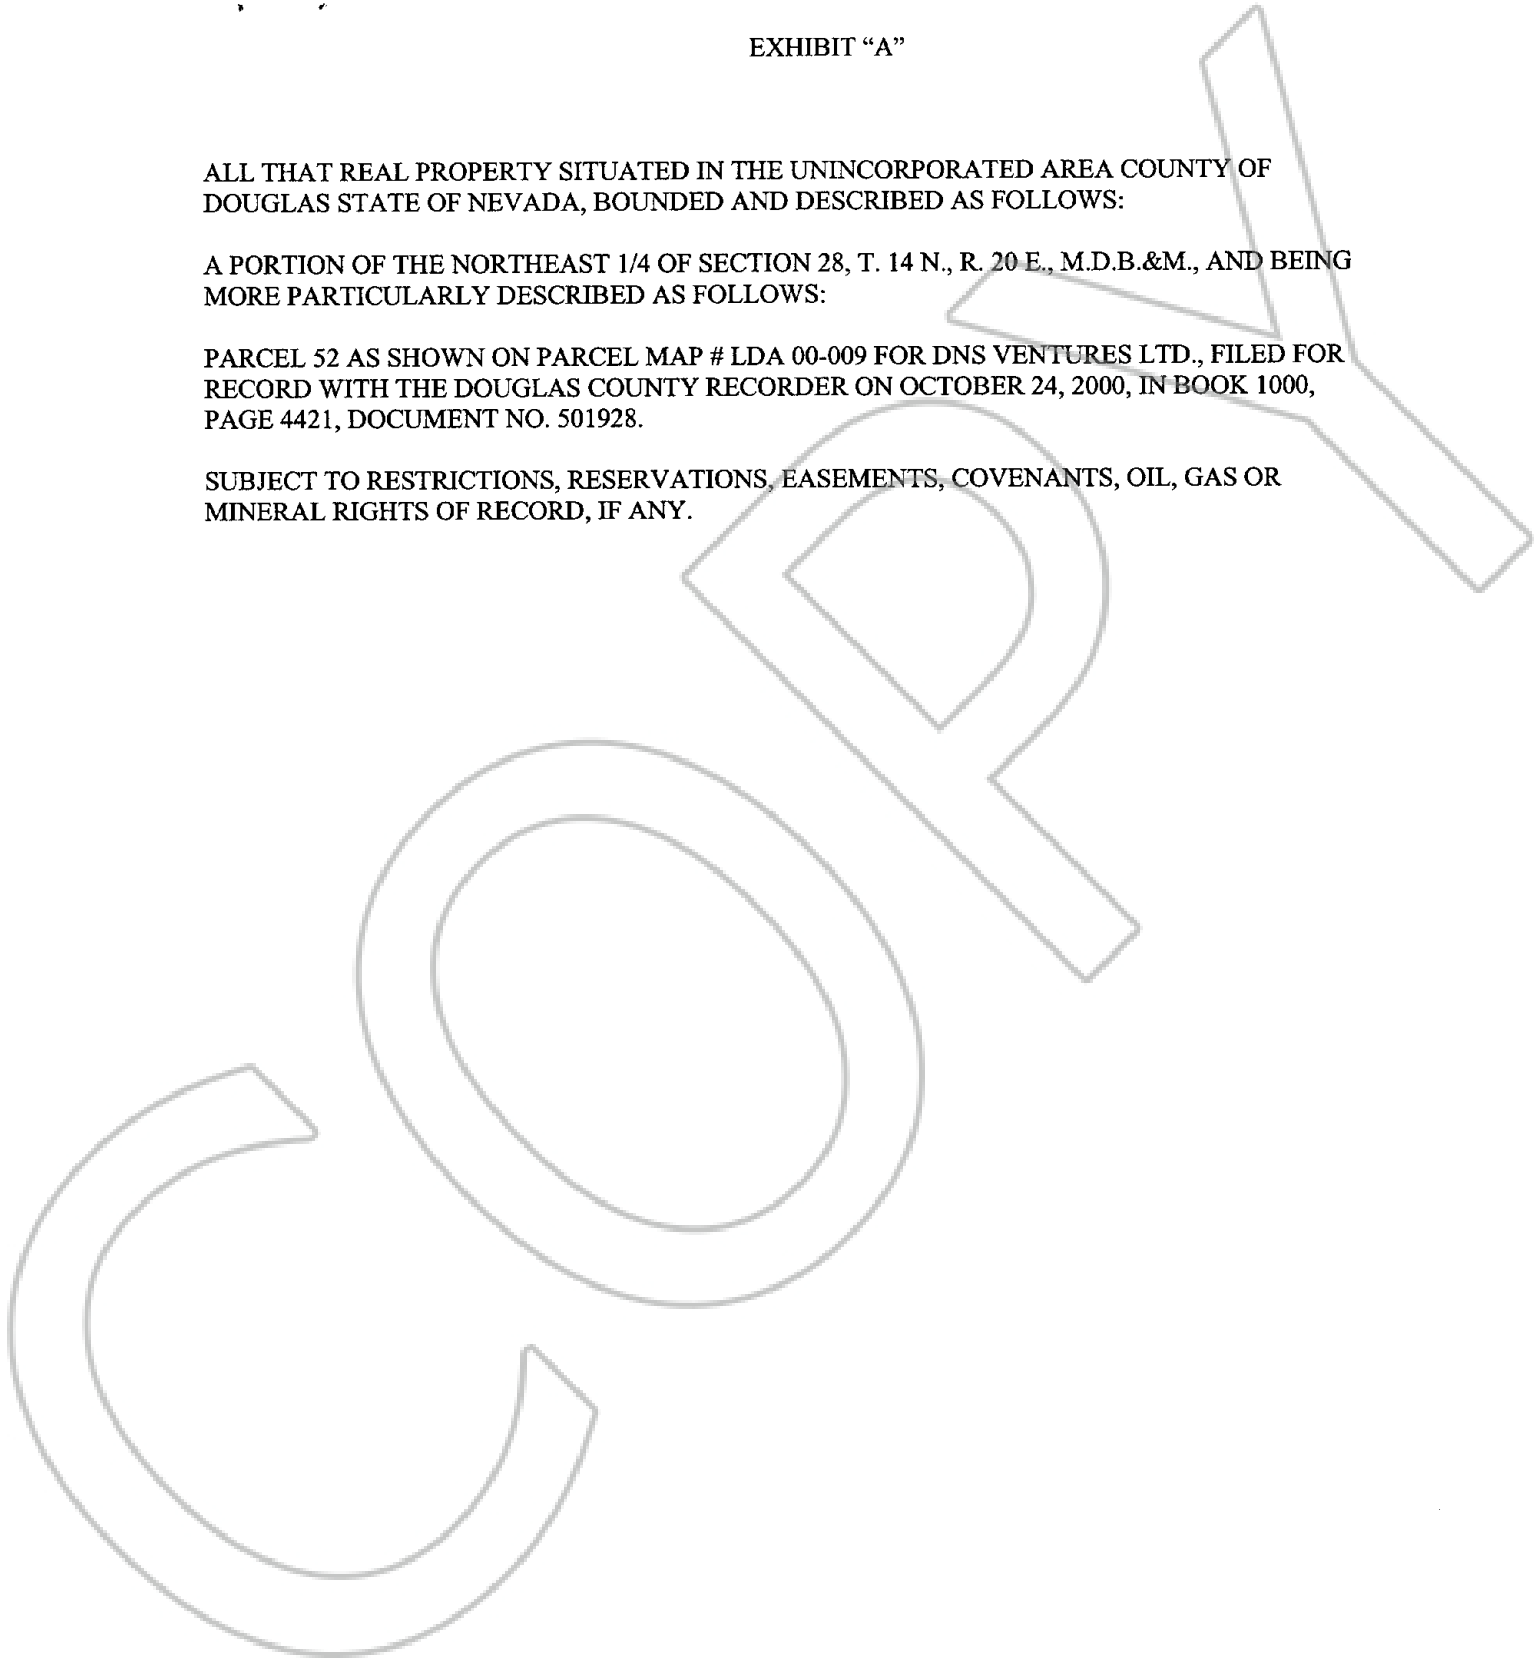 EXHIBIT “A”
ALL THAT REAL PROPERTY SITUATED IN THE UNINCORPORATED AREA COUNTY OF
DOUGLAS STATE OF NEVADA, BOUNDED AND DESCRIBED AS FOLLOWS:
A PORTION OF THE NORTHEAST 1/4 OF SECTION 28, T. 14 N., R. 20 E., M.D.B.&M., AND BEING
MORE PARTICULARLY DESCRIBED AS FOLLOWS:
PARCEL 52 AS SHOWN ON PARCEL MAP # LDA 00-009 FOR DNS VENTURES LTD., FILED FOR
RECORD WITH THE DOUGLAS COUNTY RECORDER ON OCTOBER 24, 2000, IN BOOK 1000,
PAGE 4421, DOCUMENT NO. 501928.
SUBJECT TO RESTRICTIONS, RESERVATIONS, EASEMENTS, COVENANTS, OIL, GAS OR
MINERAL RIGHTS OF RECORD, IF ANY.
COPY